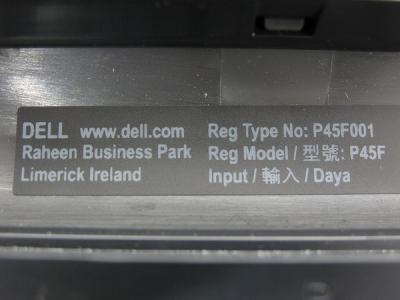 DELL www.dell.com Reg Type No: P45F001
Raheen Business Park Reg Model / 型號: P45F
Limerick Ireland Input / 輸入 / Daya